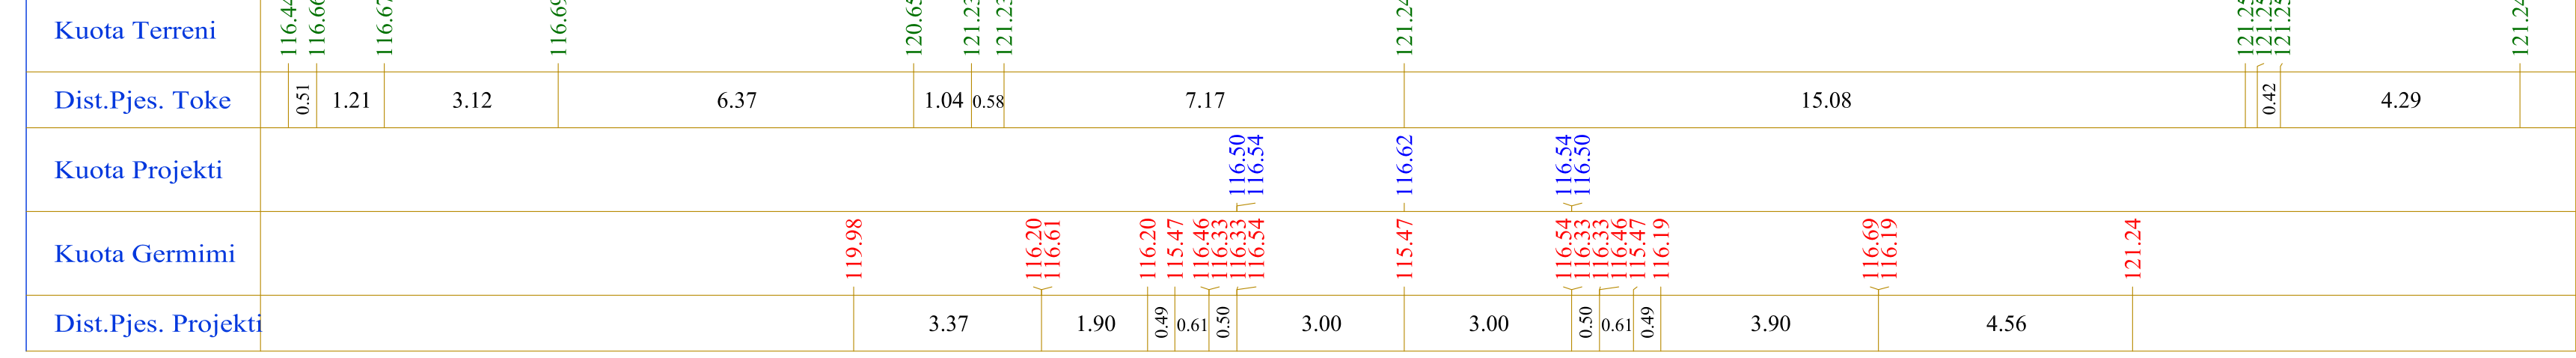 Kuota Terreni 116.44 116.66 116.67 116.69 120.65 121.23 121.23 121.24 121.25 121.25 121.25 121.24
Dist.Pjes. Toke 0.51 1.21 3.12 6.37 1.04 0.58 7.17 15.08 0.42 4.29
Kuota Projekti 116.50 116.54 116.62 116.54 116.50
Kuota Germimi 119.98 116.20 116.61 116.20 115.47 116.46 116.33 116.33 116.54 115.47 116.54 116.33 116.33 116.46 115.47 116.19 116.69 116.19 121.24
Dist.Pjes. Projekti 3.37 1.90 0.49 0.61 0.50 3.00 3.00 0.50 0.61 0.49 3.90 4.56